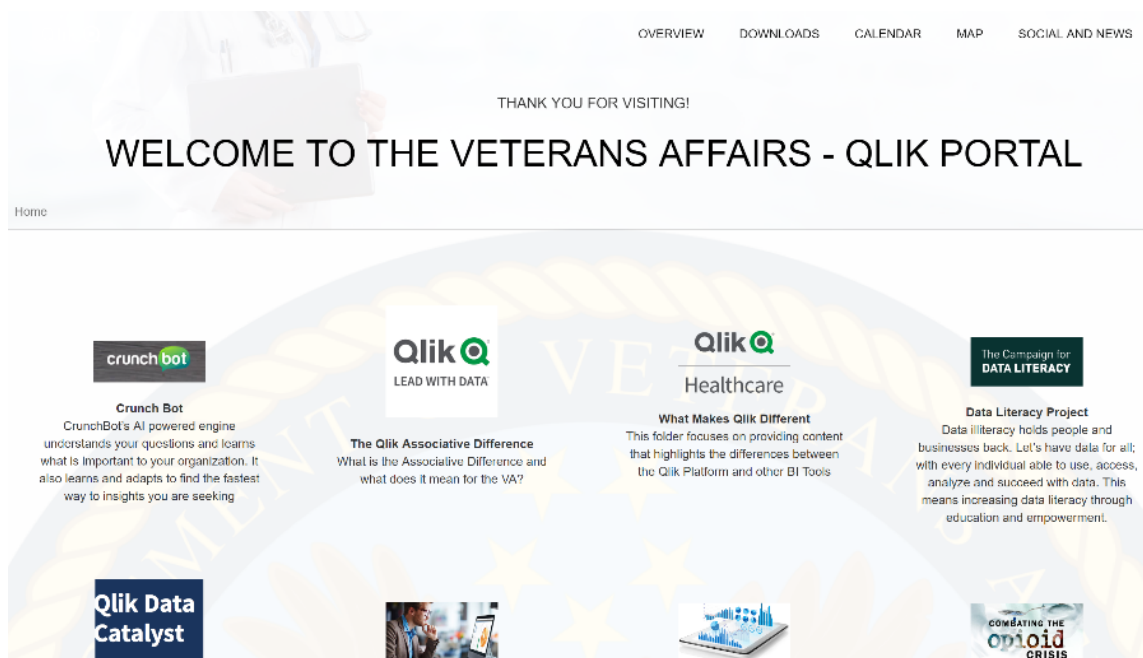 OVERVIEW DOWNLOADS CALENDAR MAP SOCIAL AND NEWS
THANK YOU FOR VISITING!
WELCOME TO THE VETERANS AFFAIRS - QLIK PORTAL
Home
crunch bot
Crunch Bot
CrunchBot's AI powered engine
understands your questions and learns
what is important to your organization. It
also learns and adapts to find the fastest
way to insights you are seeking
Qlik
LEAD WITH DATA
The Qlik Associative Difference
What is the Associative Difference and
what does it mean for the VA?
Qlik
Healthcare
What Makes Qlik Different
This folder focuses on providing content
that highlights the differences between
the Qlik Platform and other BI Tools
The Campaign for
DATA LITERACY
Data Literacy Project
Data illiteracy holds people and
businesses back. Let's have data for all;
with every individual able to use, access,
analyze and succeed with data. This
means increasing data literacy through
education and empowerment.
MENT VETERANS A
Qlik Data
Catalyst
COMBATING THE
opioid
CRISIS